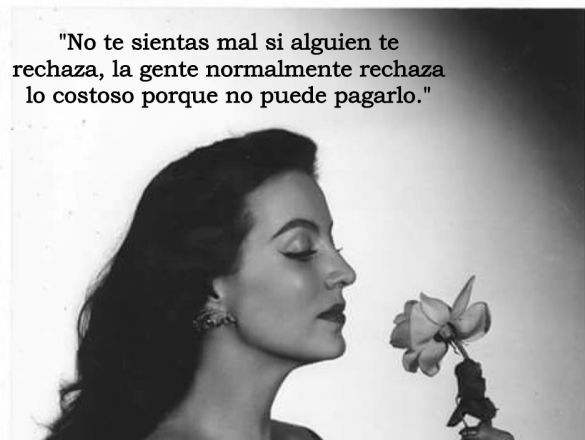 "No te sientas mal si alguien te
rechaza, la gente normalmente rechaza
lo costoso porque no puede pagarlo."